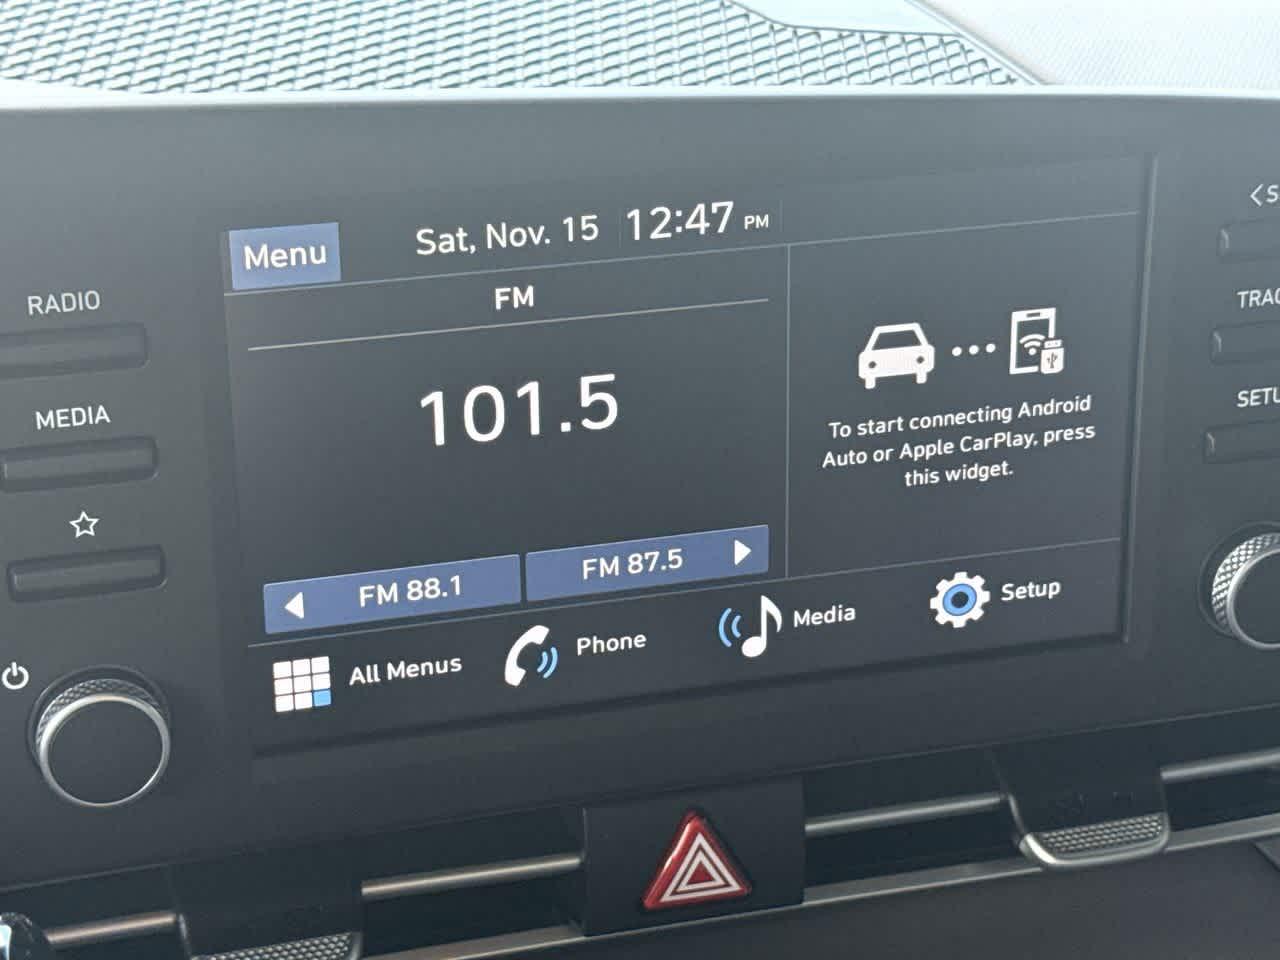 Menu
Sat, Nov. 15 12:47 PM
FM
101.5
FM 88.1
FM 87.5
To start connecting Android
Auto or Apple CarPlay, press
this widget.
All Menus
Phone
Media
Setup
RADIO
MEDIA